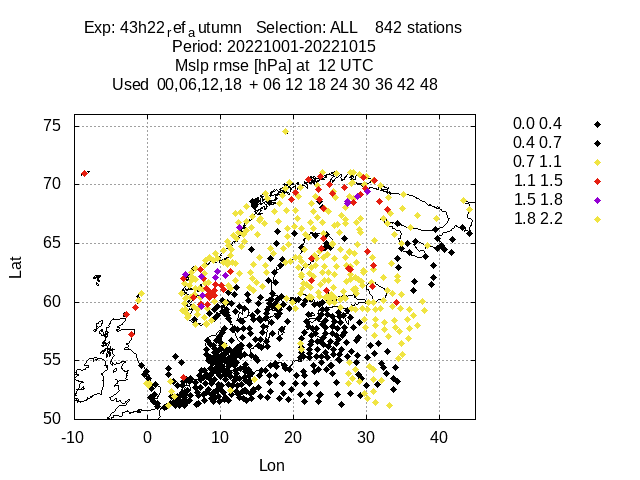 Exp: 43h22ref_autumn Selection: ALL 842 stations
Period: 20221001-20221015
Mslp rmse [hPa] at 12 UTC
Used 00,06,12,18 + 06 12 18 24 30 36 42 48
75
70
65
60
55
50
Lat
-10 0 10 20 30 40
Lon
0.0 0.4
0.4 0.7
0.7 1.1
1.1 1.5
1.5 1.8
1.8 2.2